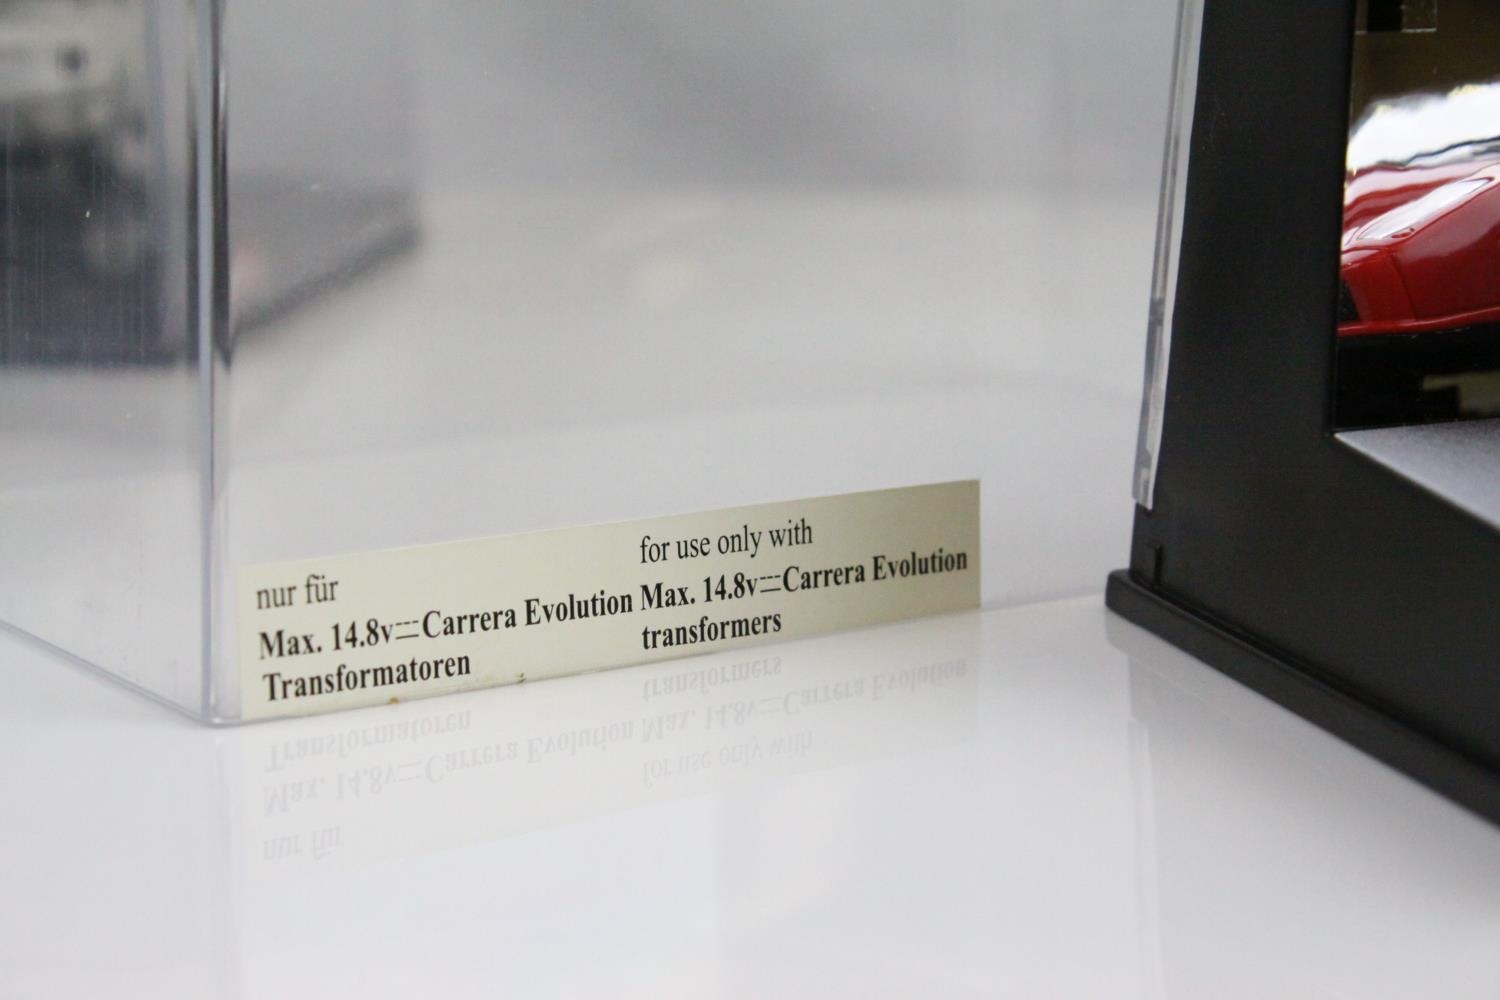 nur für
Max. 14.8v⎓Carrera Evolution
Transformatoren
for use only with
Max. 14.8v⎓Carrera Evolution
transformers